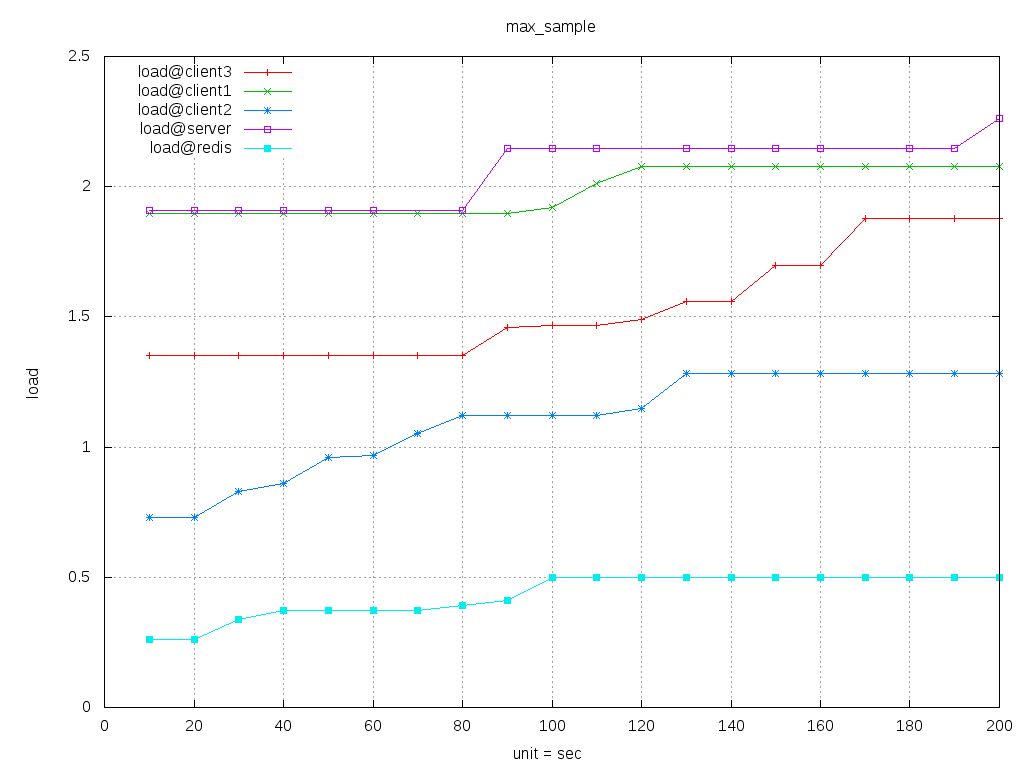 max_sample
2.5
load@client3
load@client1
load@client2
load@server
load@redis
2
1.5
load
1
0.5
0
0 20 40 60 80 100 120 140 160 180 200
unit = sec